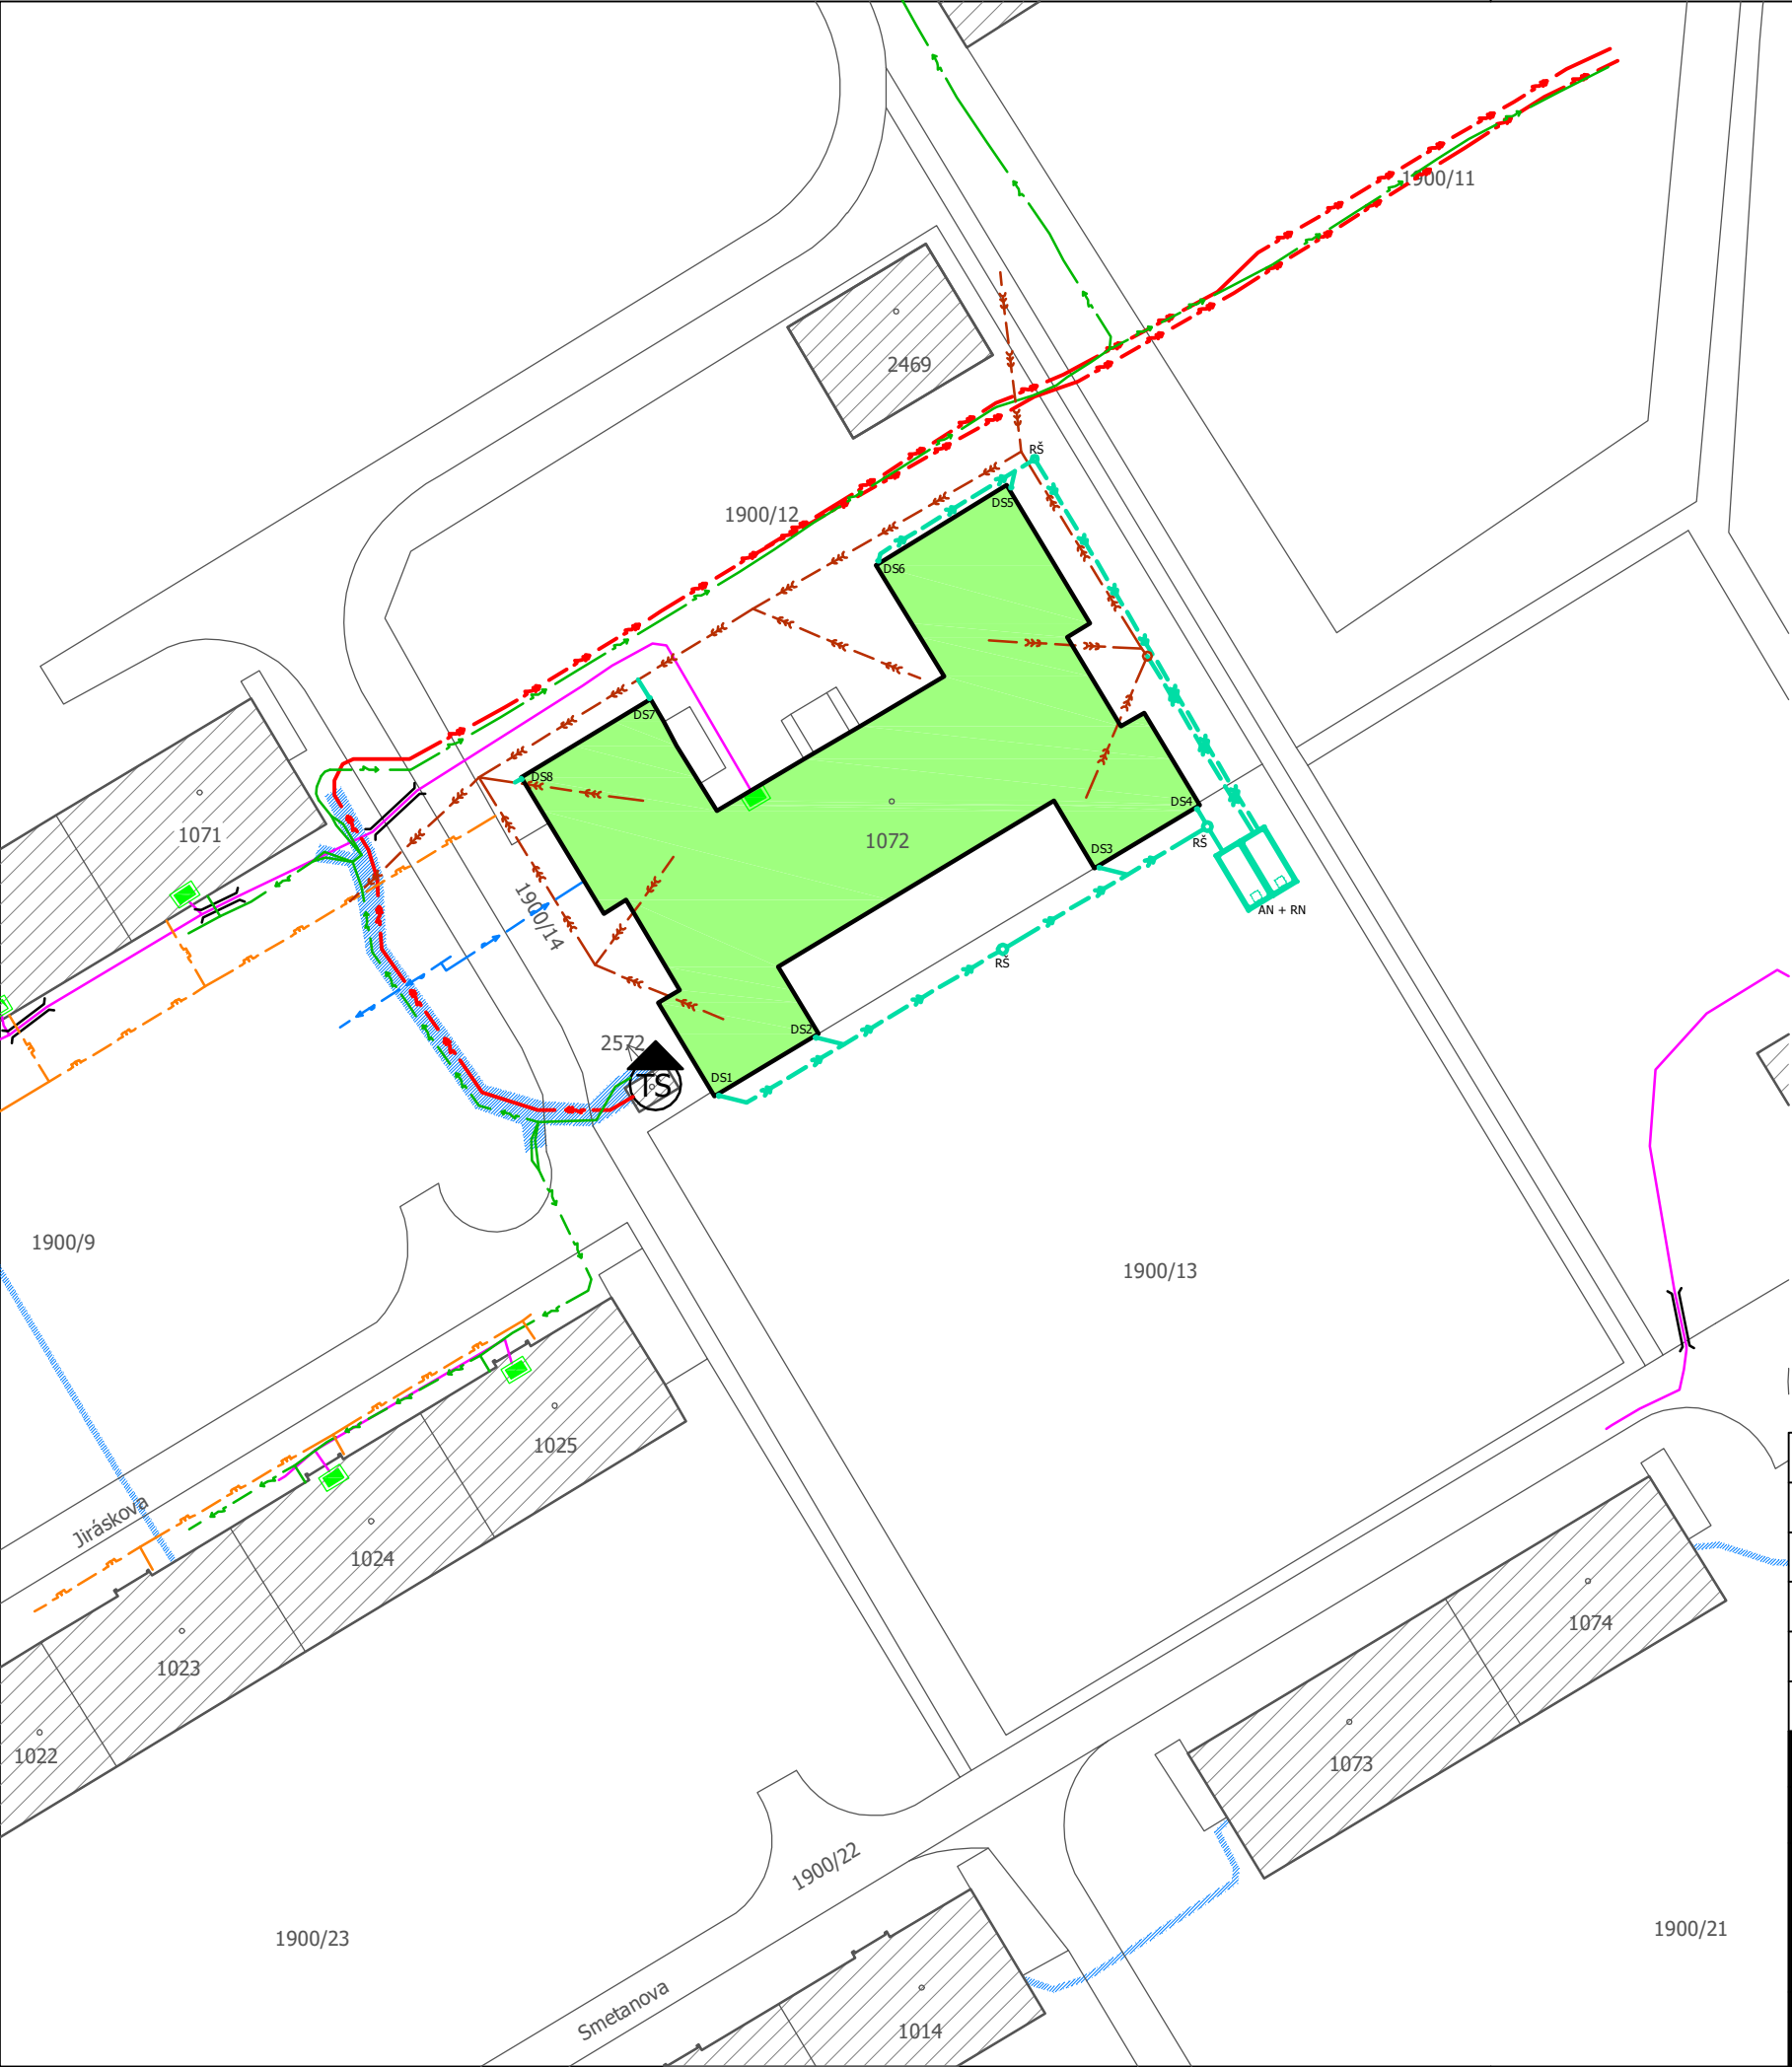 1900/11
2469
RŠ
DS5
1900/12
DS6
DS7
DS8
1071
DS4
1072
RŠ
DS3
AN + RN
1900/14
RŠ
DS2
2572
TS
DS1
1900/9
1900/13
1025
Jiráskova
1024
1074
1023
1022
1073
1900/22
1900/23
1900/21
Smetanova
1014